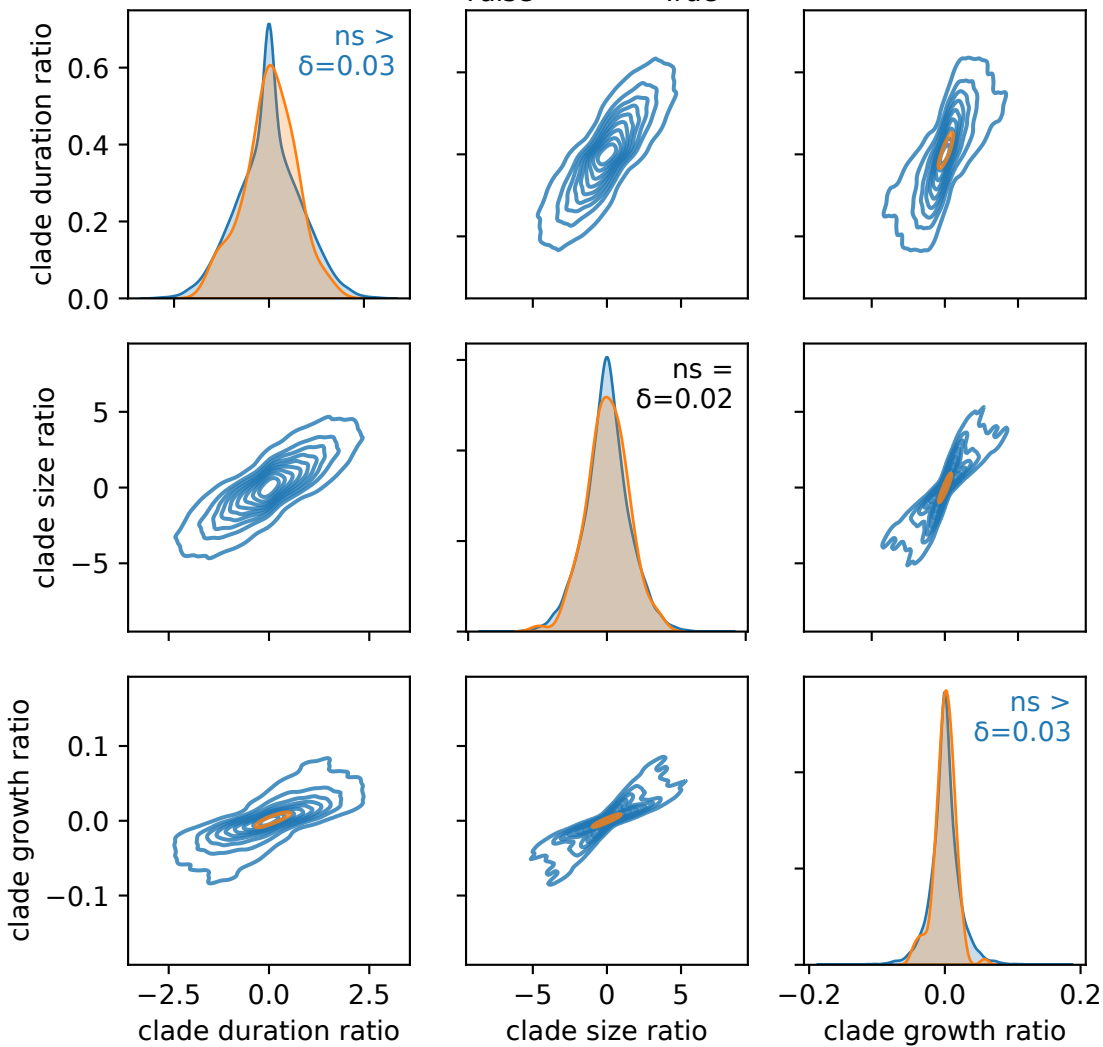 clade duration ratio
0.6
0.4
0.2
0.0
ns >
δ=0.03
clade size ratio
5
0
−5
−5
0
5
ns =
δ=0.02
clade growth ratio
0.1
0.0
−0.1
ns >
δ=0.03
−2.5
0.0
2.5
−5
0
5
−0.2
0.0
0.2
clade duration ratio
clade size ratio
clade growth ratio